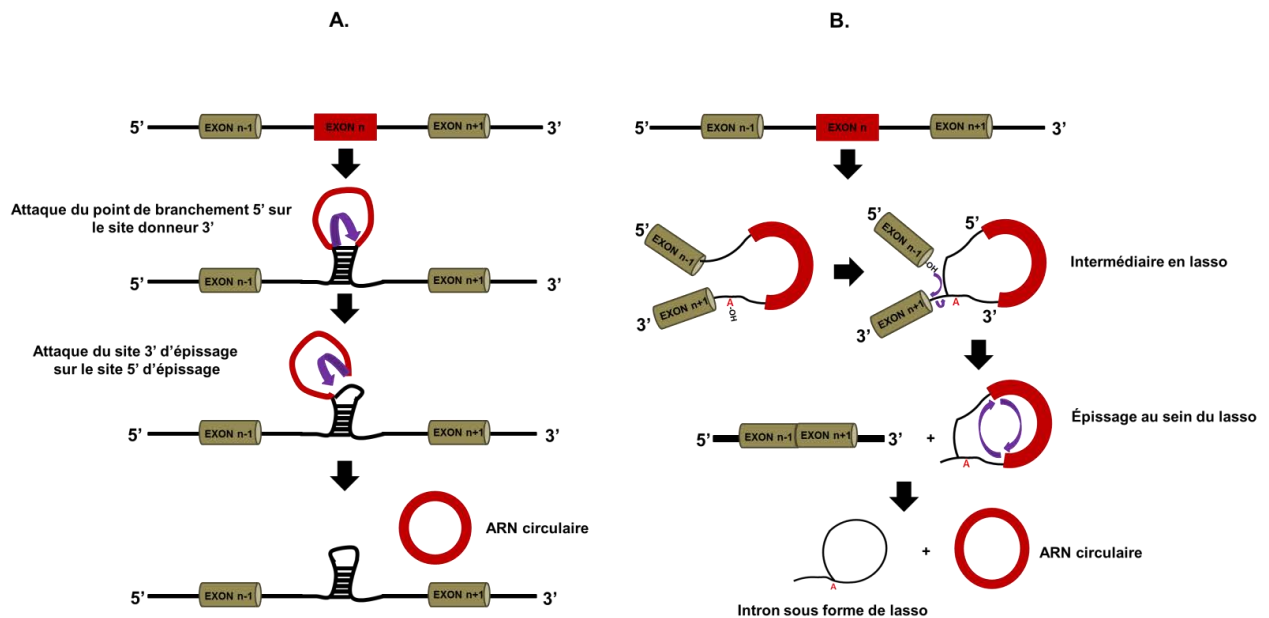 A.
5’ EXON n-1 EXON n EXON n+1 3’
Attaque du point de branchement 5’ sur
le site donneur 3’
5’ EXON n-1 EXON n+1 3’
Attaque du site 3’ d’épissage
sur le site 5’ d’épissage
5’ EXON n-1 EXON n+1 3’
ARN circulaire
5’ EXON n-1 EXON n+1 3’
B.
5’ EXON n-1 EXON n EXON n+1 3’
5’ EXON n-1
3’ EXON n+1 A -OH
5’ EXON n-1 -OH 5’
3’ EXON n+1 A 3’
Intermédiaire en lasso
5’ EXON n-1 EXON n+1 3’ + A
Épissage au sein du lasso
A + ARN circulaire
Intron sous forme de lasso